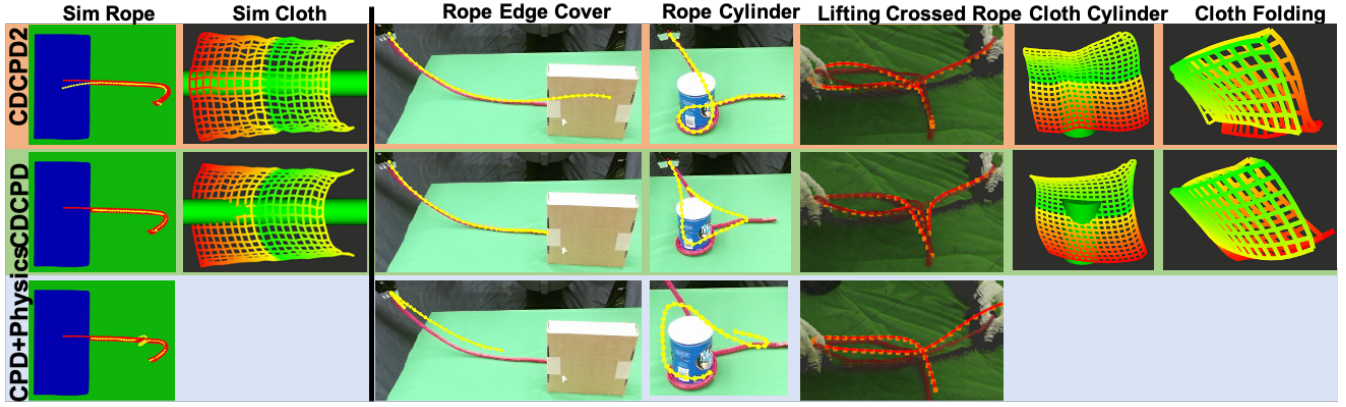 Sim Rope
Sim Cloth
Rope Edge Cover
Rope Cylinder
Lifting Crossed Rope
Cloth Cylinder
Cloth Folding
CDCPD2
CDCPD
CPD+Physics